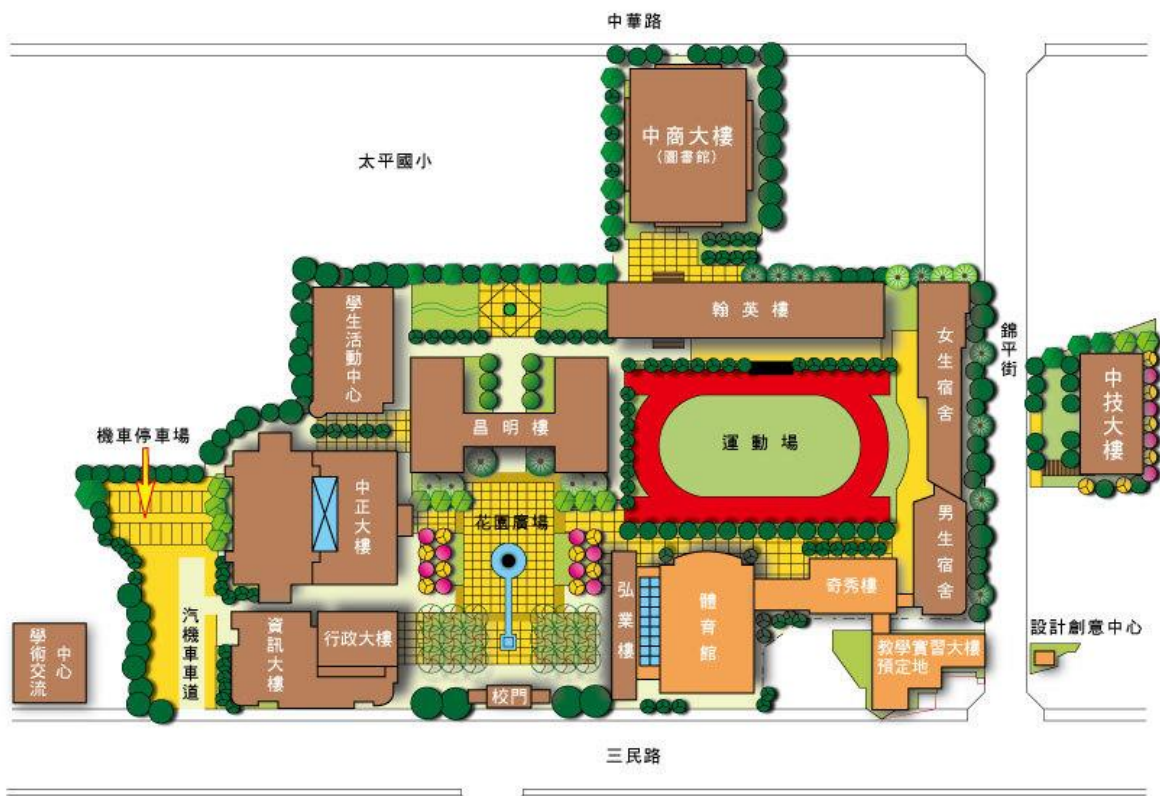 中華路
中商大樓
(圖書館)
太平國小
學生活動中心
翰英樓
女生宿舍
錦平街
中技大樓
昌明樓
運動場
機車停車場
中正大樓
花園廣場
男生宿舍
弘業樓
體育館
奇秀樓
學術交流
中心
汽機車車道
資訊大樓
行政大樓
教學實習大樓
預定地
設計創意中心
校門
三民路